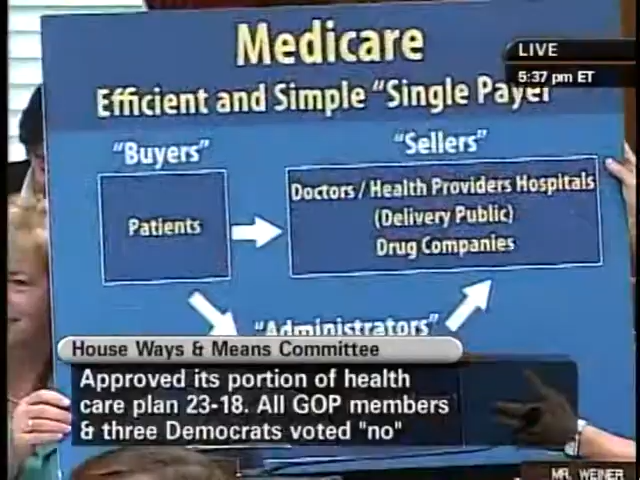 Medicare
LIVE
5:37 pm ET
Efficient and Simple "Single Payer
"Buyers"
"Sellers"
Patients
Doctors / Health Providers Hospitals
(Delivery Public)
Drug Companies
"Administrators"
House Ways & Means Committee
Approved its portion of health
care plan 23-18. All GOP members
& three Democrats voted "no"
MR. WEINER